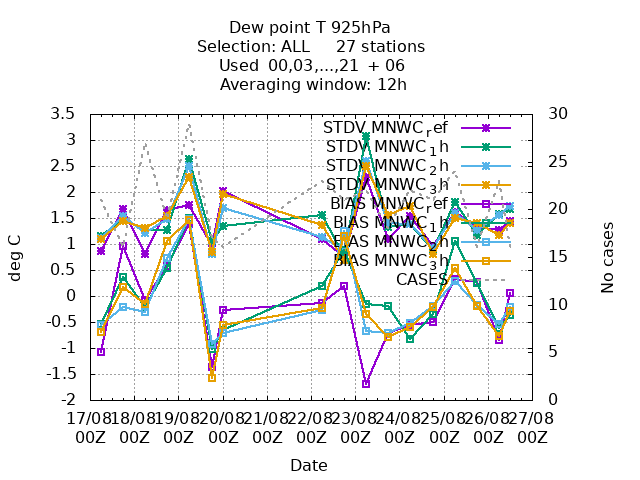 Dew point T 925hPa
Selection: ALL 27 stations
Used 00,03,...,21 + 06
Averaging window: 12h
3.5
3
2.5
2
1.5
1
0.5
0
-0.5
-1
-1.5
-2
deg C
30
25
20
15
10
5
0
No cases
STDV MNWC_ref
STDV MNWC_1h
STDV MNWC_2h
STDV MNWC_3h
BIAS MNWC_ref
BIAS MNWC_1h
BIAS MNWC_2h
BIAS MNWC_3h
CASES
17/08 18/08 19/08 20/08 21/08 22/08 23/08 24/08 25/08 26/08 27/08
00Z 00Z 00Z 00Z 00Z 00Z 00Z 00Z 00Z 00Z 00Z
Date